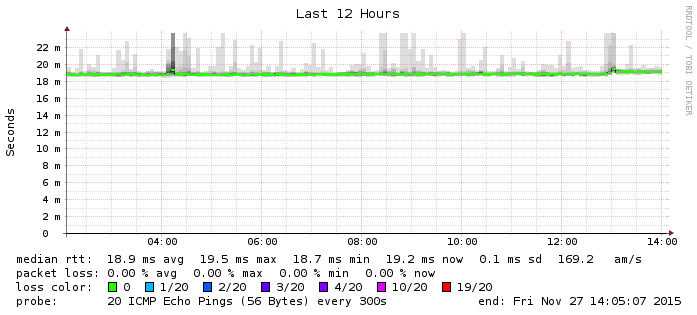 Last 12 Hours
RRDTOOL / TOBI OETIKER
Seconds
22 m
20 m
18 m
16 m
14 m
12 m
10 m
8 m
6 m
4 m
2 m
0
04:00 06:00 08:00 10:00 12:00 14:00
median rtt: 18.9 ms avg 19.5 ms max 18.7 ms min 19.2 ms now 0.1 ms sd 169.2 am/s
packet loss: 0.00 % avg 0.00 % max 0.00 % min 0.00 % now
loss color: 0 1/20 2/20 3/20 4/20 10/20 19/20
probe: 20 ICMP Echo Pings (56 Bytes) every 300s end: Fri Nov 27 14:05:07 2015